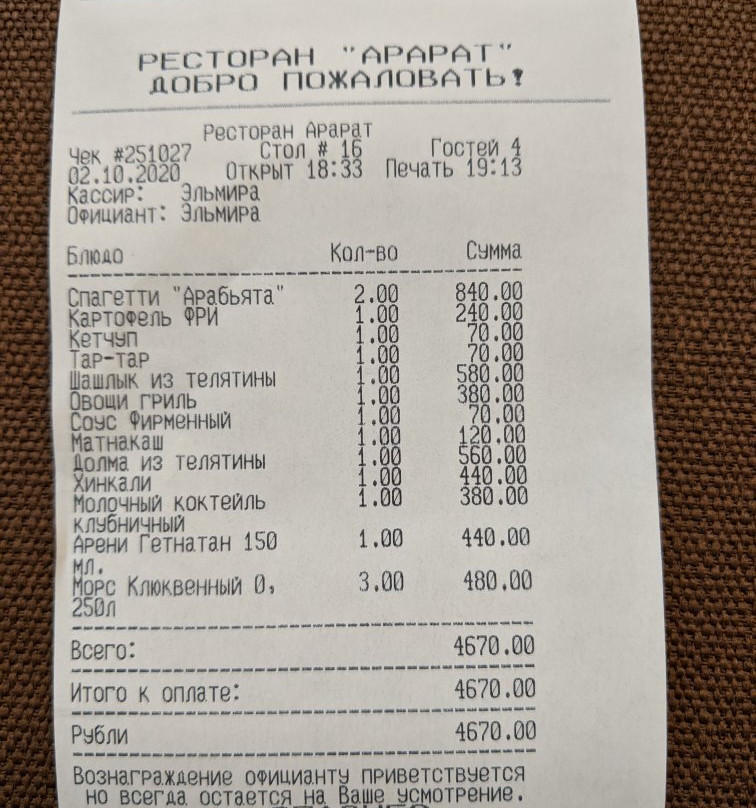 РЕСТОРАН "АРАРАТ"
ДОБРО ПОЖАЛОВАТЬ!
Ресторан Арарат
Чек #251027 Стол # 16 Гостей 4
02.10.2020 Открыт 18:33 Печать 19:13
Кассир: Эльмира
Официант: Эльмира
Блюдо Кол-во Сумма
Спагетти "Арабьята" 2.00 840.00
Картофель ФРИ 1.00 240.00
Кетчуп 1.00 70.00
Тар-тар 1.00 70.00
Шашлык из телятины 1.00 580.00
Овощи гриль 1.00 380.00
Соус Фирменный 1.00 70.00
Матнакаш 1.00 120.00
Долма из телятины 1.00 560.00
Хинкали 1.00 440.00
Молочный коктейль 1.00 380.00
клубничный
Арени Гетнатан 150 1.00 440.00
мл.
Морс Клюквенный 0, 3.00 480.00
250л
Всего: 4670.00
Итого к оплате: 4670.00
Рубли 4670.00
Вознаграждение официанту приветствуется
но всегда остается на Ваше усмотрение.